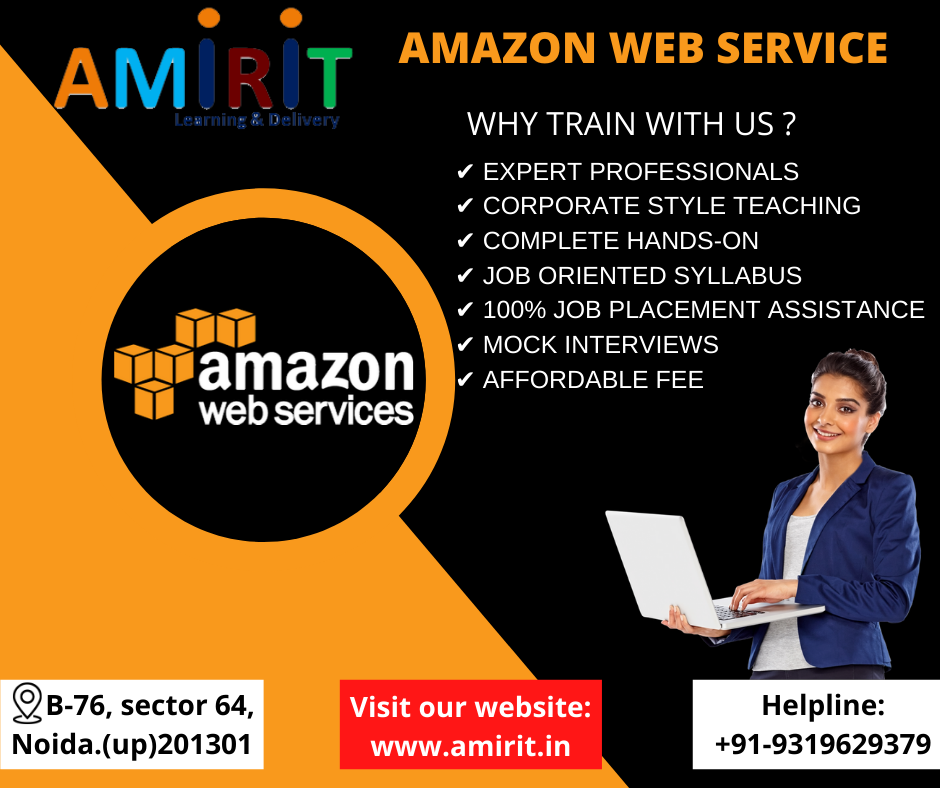 AMIRIT
Learning & Delivery
AMAZON WEB SERVICE
WHY TRAIN WITH US ?
✔ EXPERT PROFESSIONALS
✔ CORPORATE STYLE TEACHING
✔ COMPLETE HANDS-ON
✔ JOB ORIENTED SYLLABUS
✔ 100% JOB PLACEMENT ASSISTANCE
✔ MOCK INTERVIEWS
✔ AFFORDABLE FEE
amazon
web services
B-76, sector 64,
Noida.(up)201301
Visit our website:
www.amirit.in
Helpline:
+91-9319629379